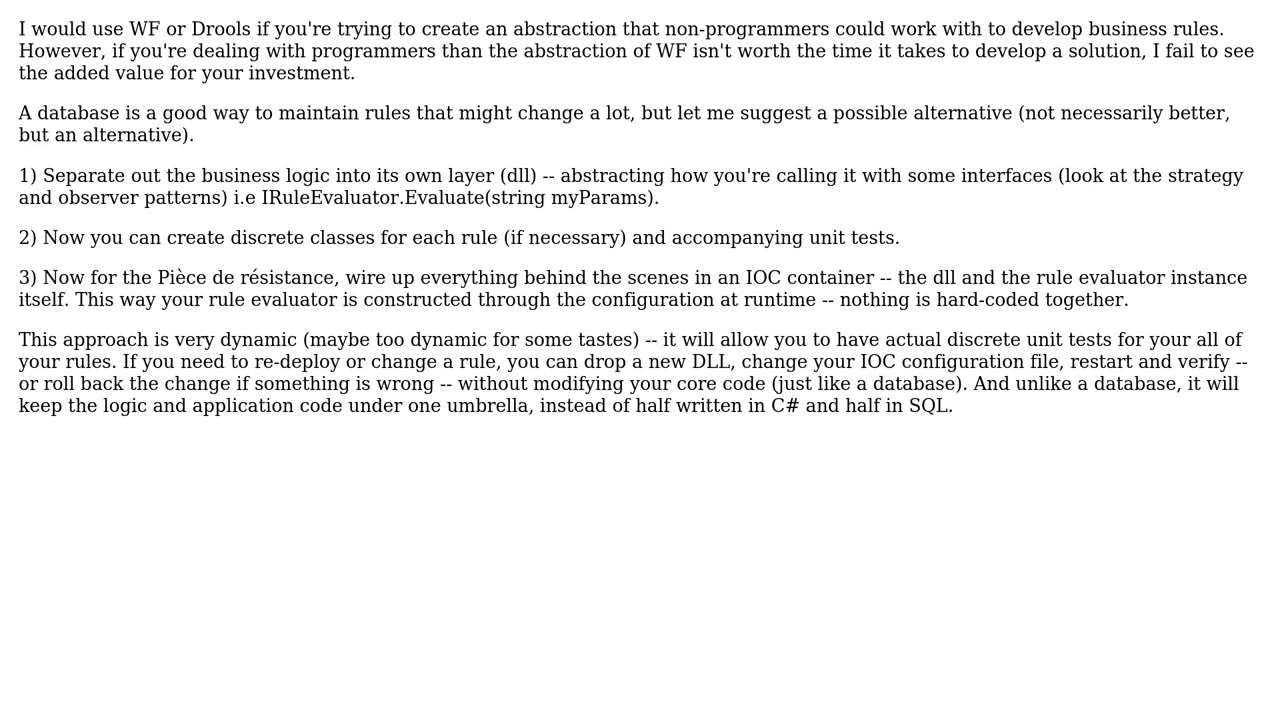 I would use WF or Drools if you're trying to create an abstraction that non-programmers could work with to develop business rules.
However, if you're dealing with programmers than the abstraction of WF isn't worth the time it takes to develop a solution, I fail to see
the added value for your investment.
A database is a good way to maintain rules that might change a lot, but let me suggest a possible alternative (not necessarily better,
but an alternative).
1) Separate out the business logic into its own layer (dll) -- abstracting how you're calling it with some interfaces (look at the strategy
and observer patterns) i.e IRuleEvaluator.Evaluate(string myParams).
2) Now you can create discrete classes for each rule (if necessary) and accompanying unit tests.
3) Now for the Pièce de résistance, wire up everything behind the scenes in an IOC container -- the dll and the rule evaluator instance
itself. This way your rule evaluator is constructed through the configuration at runtime -- nothing is hard-coded together.
This approach is very dynamic (maybe too dynamic for some tastes) -- it will allow you to have actual discrete unit tests for your all of
your rules. If you need to re-deploy or change a rule, you can drop a new DLL, change your IOC configuration file, restart and verify --
or roll back the change if something is wrong -- without modifying your core code (just like a database). And unlike a database, it will
keep the logic and application code under one umbrella, instead of half written in C# and half in SQL.